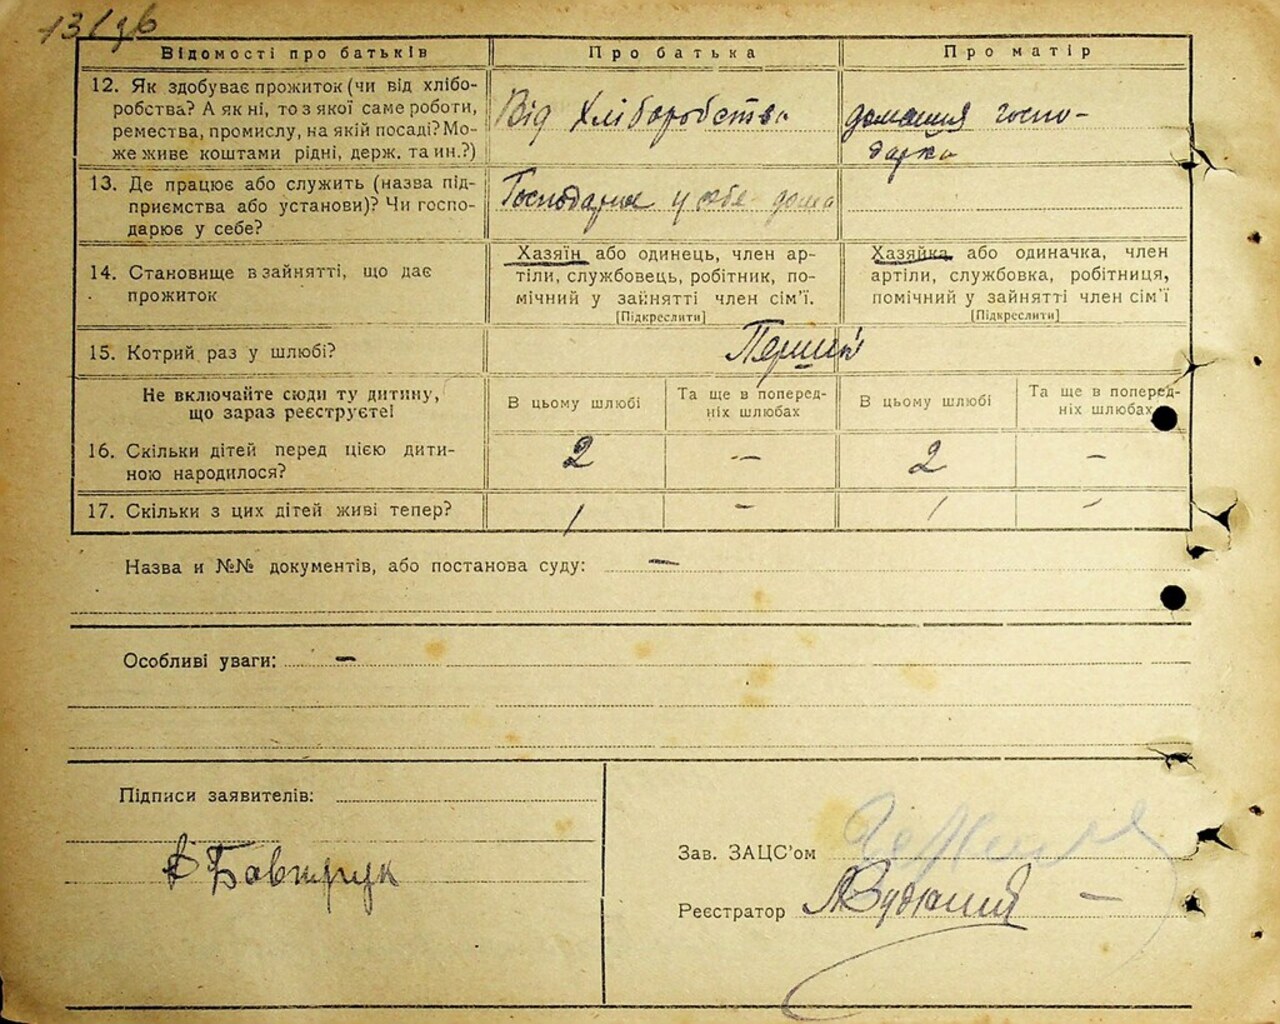 Відомості про батьків
Про батька
Про матір
12. Як здобуває прожиток (чи від хлібо-
робства? А як ні, то з якої саме роботи,
ремества, промислу, на якій посаді? Мо-
же живе коштами рідні, держ. та ин.?)
Від Хліборобства
домашня госпо-
дарка
13. Де працює або служить (назва під-
приємства або установи)? Чи госпо-
дарює у себе?
у себе дома
14. Становище в зайнятті, що дає
прожиток
Хазяїн або одинець, член ар-
тіли, службовець, робітник, по-
мічний у зайнятті член сім'ї.
[Підкреслити]
Хазяйка або одиначка, член
артіли, службовка, робітниця,
помічний у зайнятті член сім'ї
[Підкреслити]
15. Котрий раз у шлюбі?
Перший
Не включайте сюди ту дитину,
що зараз реєструєте!
В цьому шлюбі
Та ще в поперед-
ніх шлюбах
В цьому шлюбі
Та ще в поперед-
ніх шлюбах
16. Скільки дітей перед цією дити-
ною народилося?
2 — 2 —
17. Скільки з цих дітей живі тепер?
1 — 1 —
Назва и №№ документів, або постанова суду: —
Особливі уваги: —
Підписи заявителів:
Зав. ЗАЦС'ом
Реєстратор